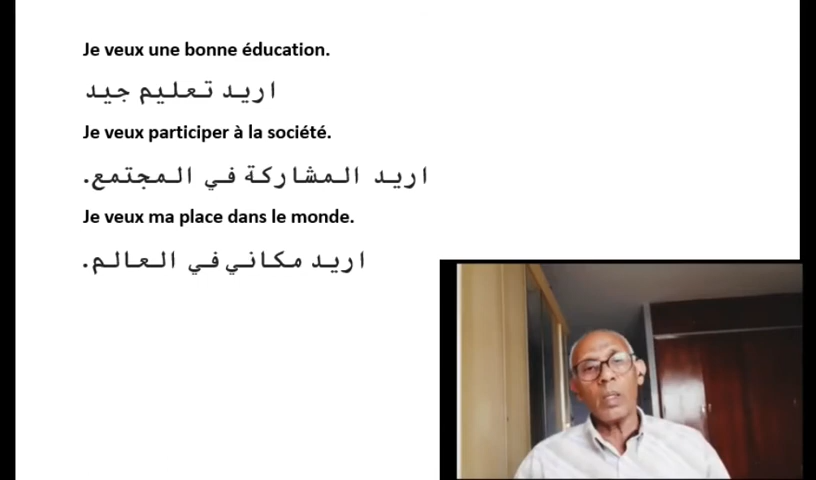 Je veux une bonne éducation.
اريد تعليم جيد
Je veux participer à la société.
اريد المشاركة في المجتمع.
Je veux ma place dans le monde.
اريد مكاني في العالم.